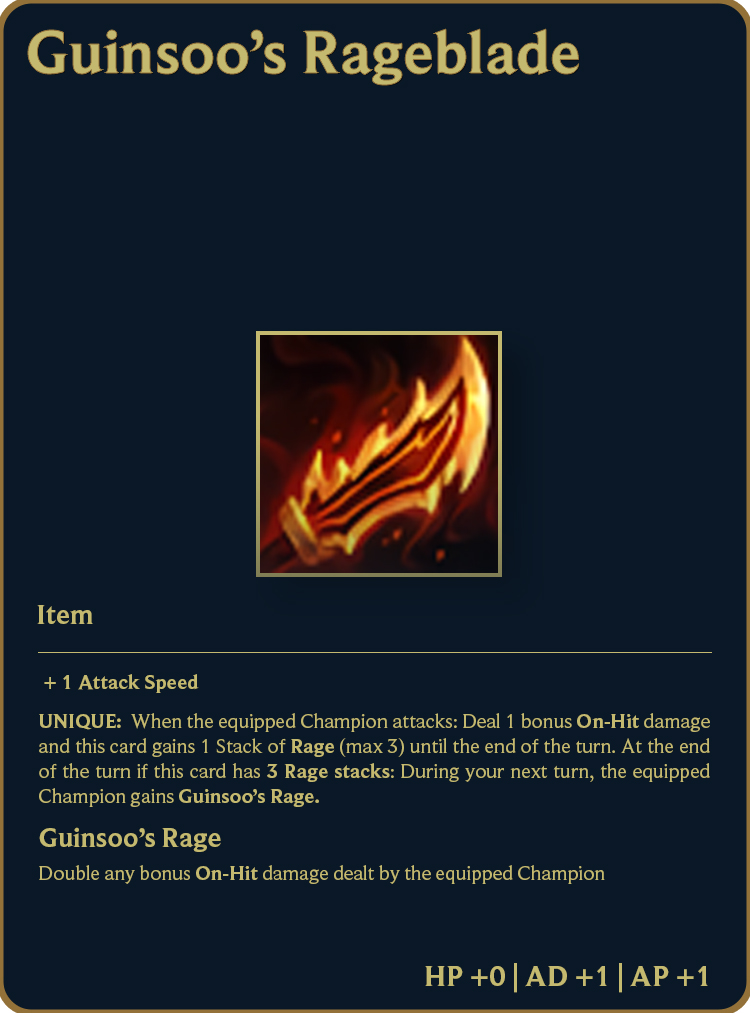 Guinsoo's Rageblade
Item
+ 1 Attack Speed
UNIQUE: When the equipped Champion attacks: Deal 1 bonus On-Hit damage
and this card gains 1 Stack of Rage (max 3) until the end of the turn. At the end
of the turn if this card has 3 Rage stacks: During your next turn, the equipped
Champion gains Guinsoo's Rage.
Guinsoo's Rage
Double any bonus On-Hit damage dealt by the equipped Champion
HP +0 | AD +1 | AP +1